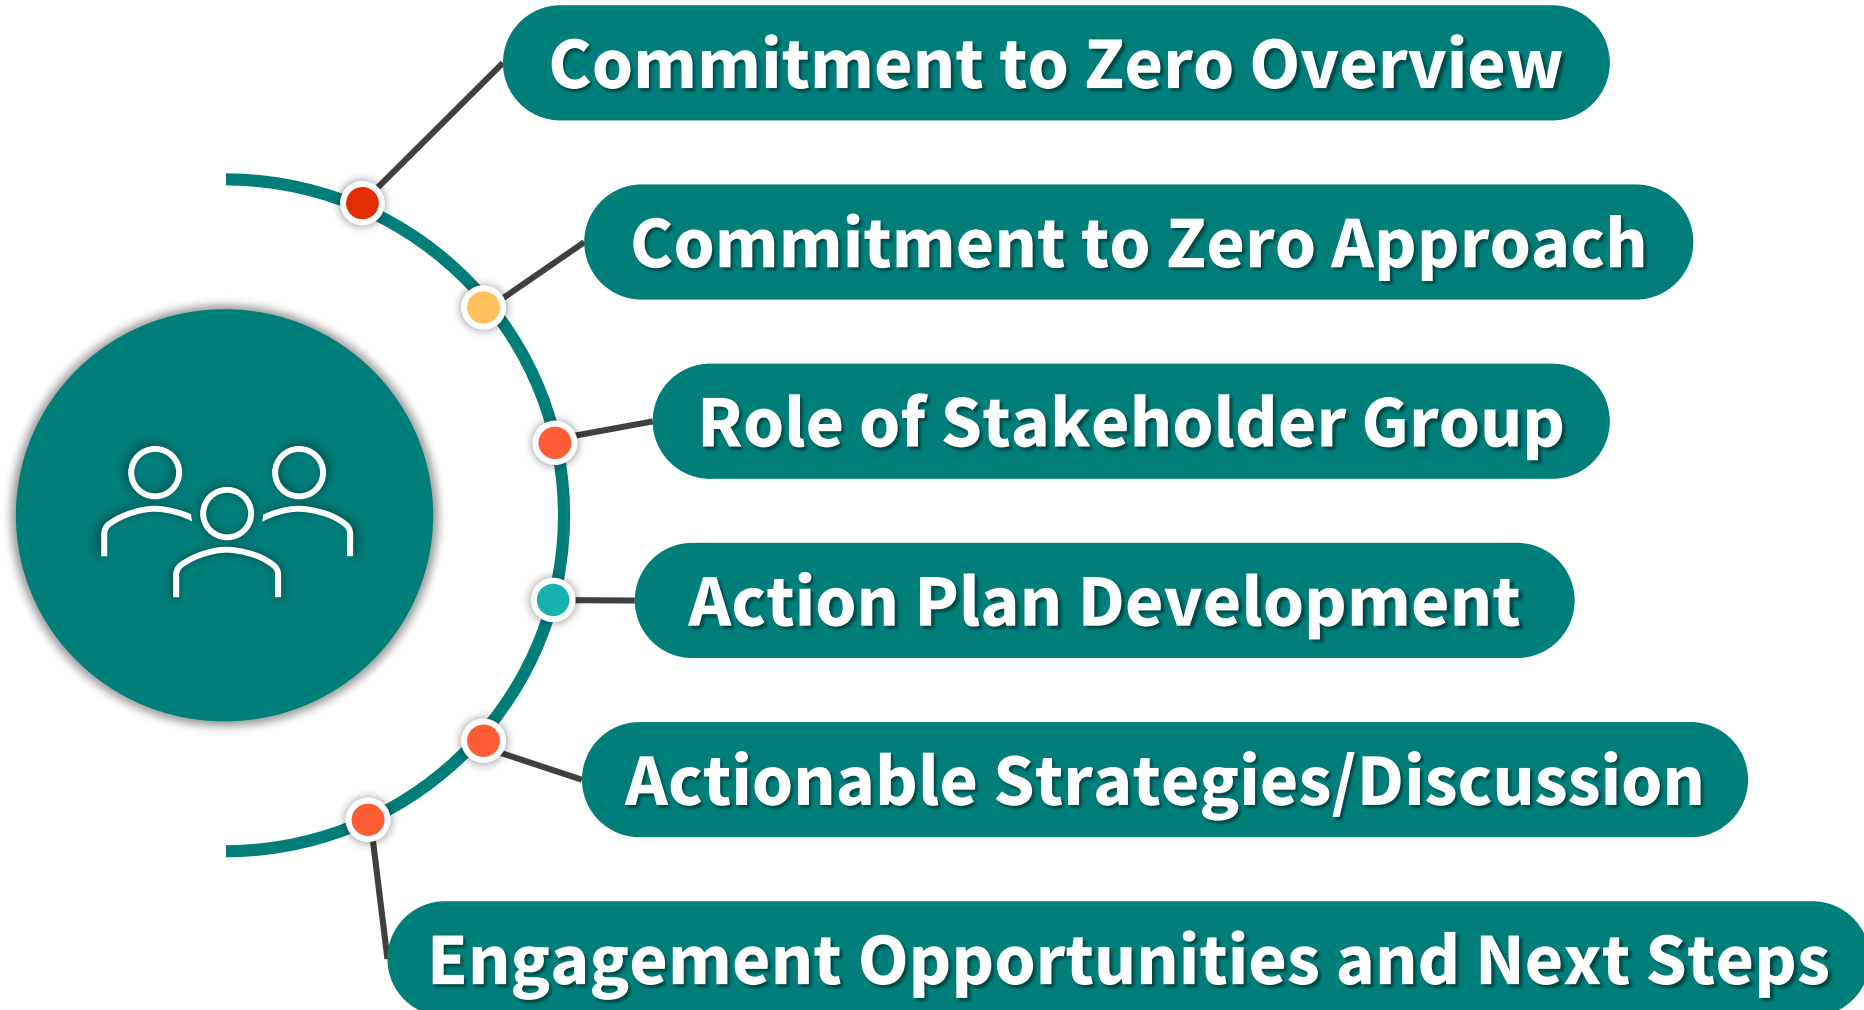 Commitment to Zero Overview
Commitment to Zero Approach
Role of Stakeholder Group
Action Plan Development
Actionable Strategies/Discussion
Engagement Opportunities and Next Steps